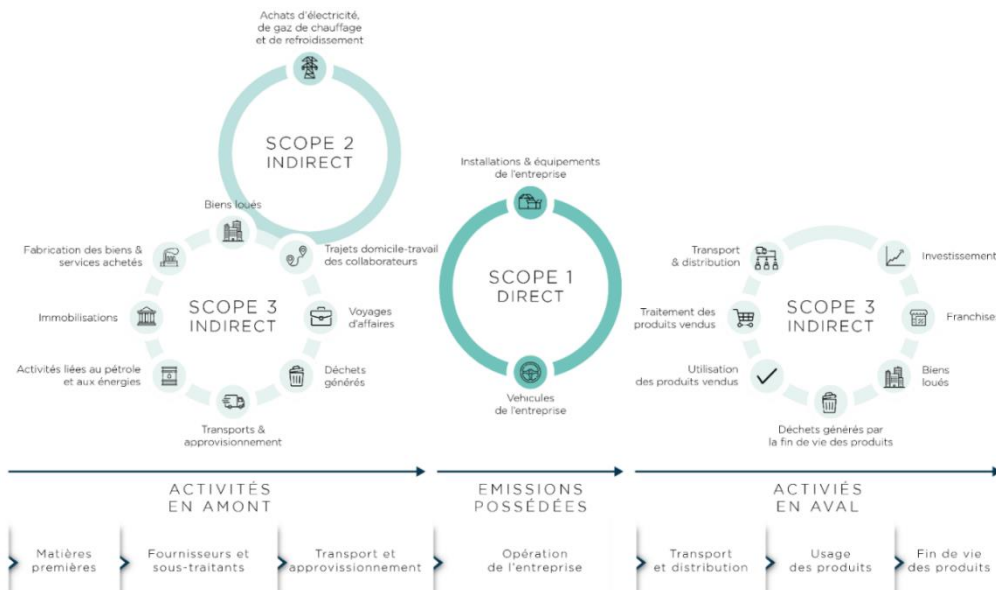 Achats d'électricité,
de gaz de chauffage
et de refroidissement
SCOPE 2
INDIRECT
Biens loués
Fabrication des biens &
services achetés
Trajets domicile-travail
des collaborateurs
Immobilisations
SCOPE 3
INDIRECT
Voyages
d'affaires
Activités liées au pétrole
et aux énergies
Déchets
générés
Transports &
approvisionnement
Installations & équipements
de l'entreprise
SCOPE 1
DIRECT
Vehicules
de l'entreprise
Transport
& distribution
Investissement
Traitement des
produits vendus
SCOPE 3
INDIRECT
Franchise
Utilisation
des produits vendus
Biens
loués
Déchets générés par
la fin de vie des produits
ACTIVITÉS
EN AMONT
EMISSIONS
POSSÉDÉES
ACTIVIÉS
EN AVAL
Matières
premières
Fournisseurs et
sous-traitants
Transport et
approvissionnement
Opération
de l'entreprise
Transport
et distribution
Usage
des produits
Fin de vie
des produits